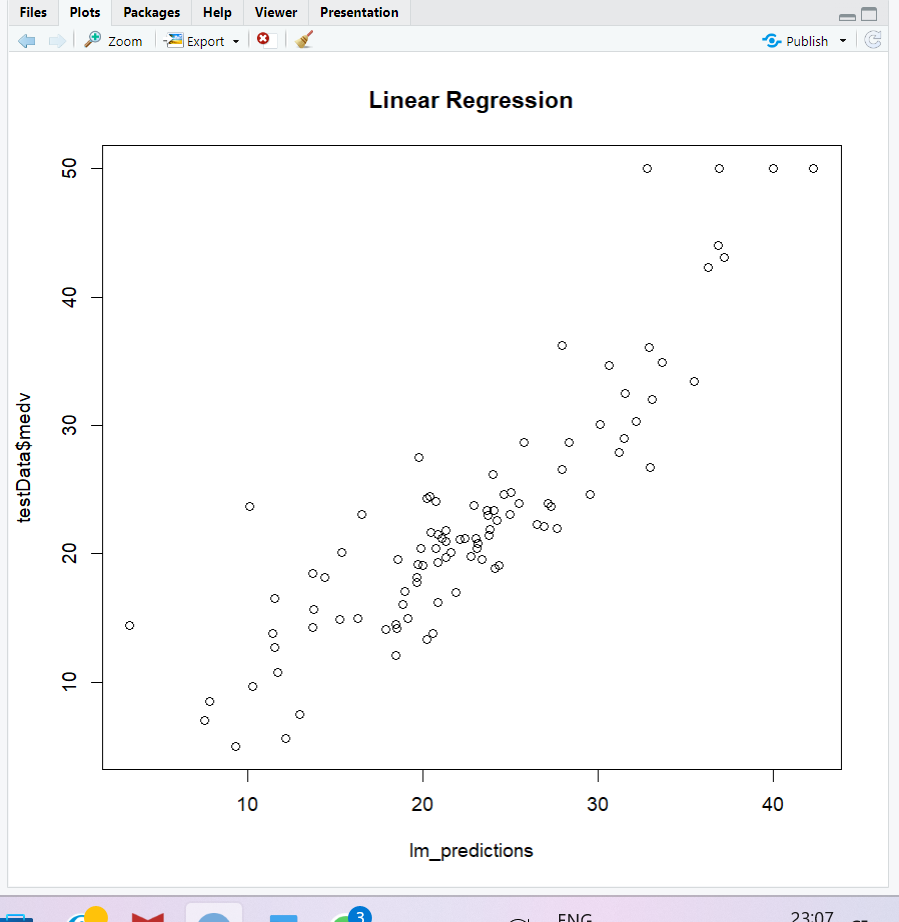 Files Plots Packages Help Viewer Presentation
Zoom Export Publish
Linear Regression
testData$medv
50
40
30
20
10
10 20 30 40
lm_predictions
3
ENG
23:07